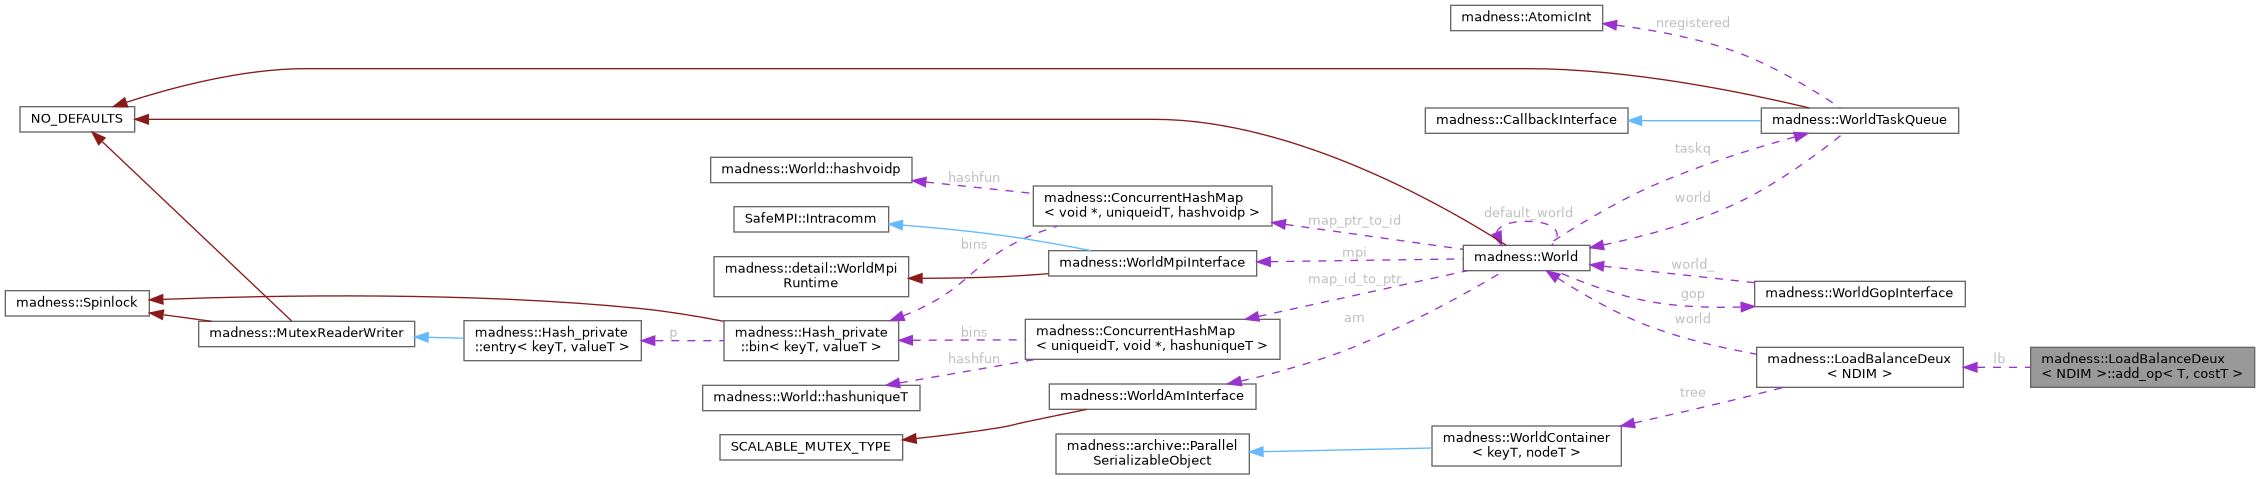 madness::AtomicInt
nregistered
NO_DEFAULTS
madness::CallbackInterface
madness::WorldTaskQueue
taskq
madness::World::hashvoidp
hashfun
madness::ConcurrentHashMap
< void *, uniqueidT, hashvoidp >
world
SafeMPI::Intracomm
default_world
map_ptr_to_id
bins
mpi
madness::WorldMpiInterface
madness::World
world_
madness::detail::WorldMpi
Runtime
map_id_to_ptr
gop
madness::WorldGopInterface
madness::Spinlock
am
world
madness::MutexReaderWriter
madness::Hash_private
::entry< keyT, valueT >
p
madness::Hash_private
::bin< keyT, valueT >
bins
madness::ConcurrentHashMap
< uniqueidT, void *, hashuniqueT >
hashfun
madness::LoadBalanceDeux
< NDIM >
lb
madness::LoadBalanceDeux
< NDIM >::add_op< T, costT >
madness::World::hashuniqueT
madness::WorldAmInterface
tree
SCALABLE_MUTEX_TYPE
madness::archive::Parallel
SerializableObject
madness::WorldContainer
< keyT, nodeT >